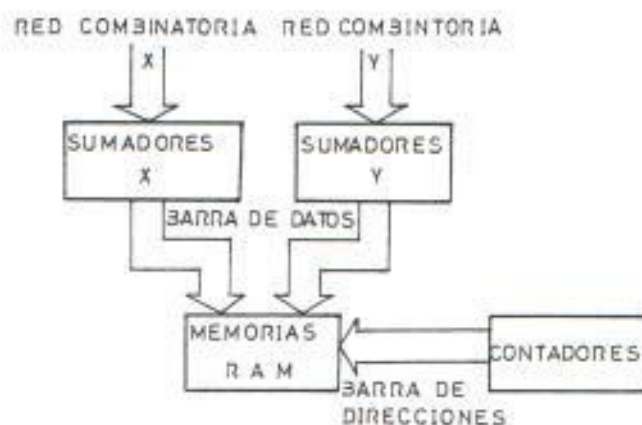 RED COMBINATORIA
X
RED COMBINTORIA
Y
SUMADORES
X
SUMADORES
Y
BARRA DE DATOS
MEMORIAS
RAM
CONTADORES
BARRA DE
DIRECCIONES